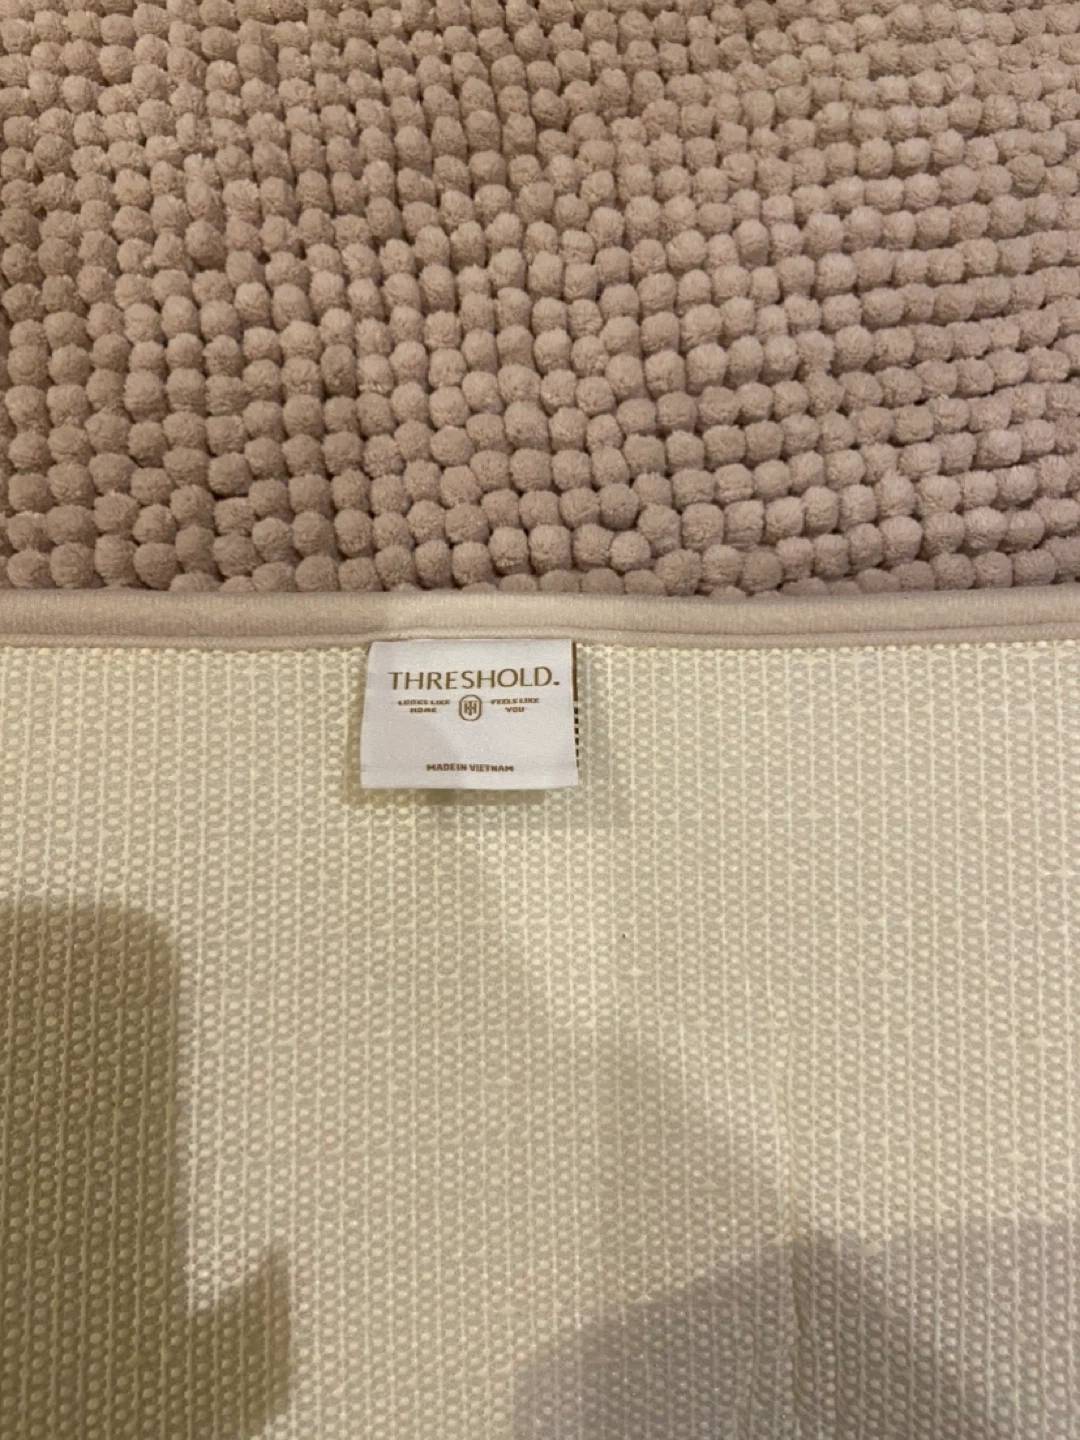 THRESHOLD.
LOOKS LIKE HOME
FEELS LIKE YOU
MADE IN VIETNAM